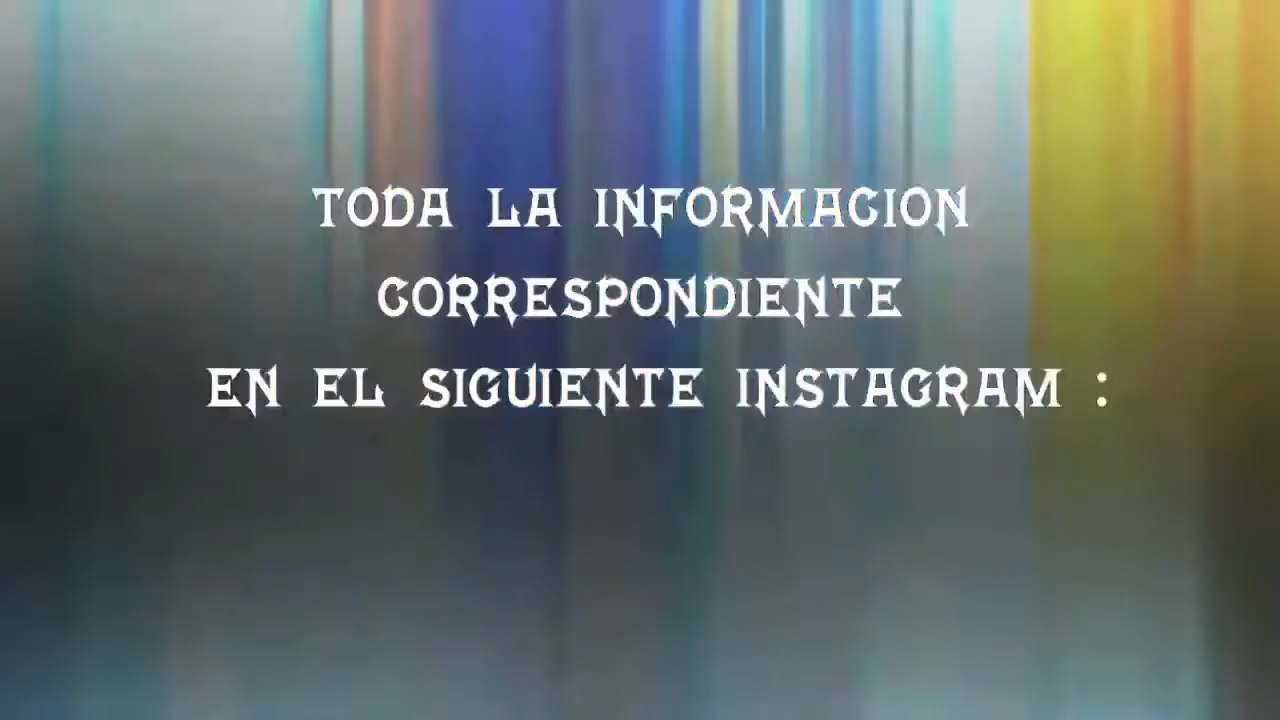 TODA LA INFORMACION
CORRESPONDIENTE
EN EL SIGUIENTE INSTAGRAM :